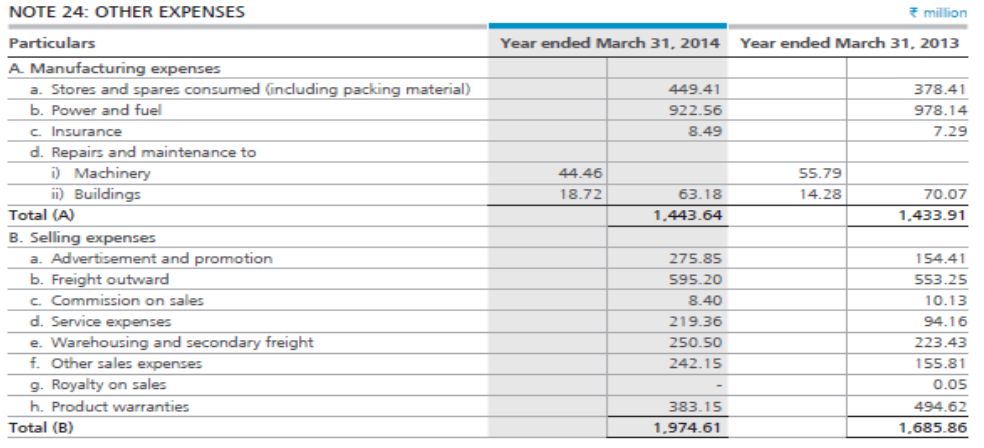 NOTE 24: OTHER EXPENSES ₹ million
Particulars Year ended March 31, 2014 Year ended March 31, 2013
A. Manufacturing expenses
a. Stores and spares consumed (including packing material) 449.41 378.41
b. Power and fuel 922.56 978.14
c. Insurance 8.49 7.29
d. Repairs and maintenance to
i) Machinery 44.46 55.79
ii) Buildings 18.72 63.18 14.28 70.07
Total (A) 1,443.64 1,433.91
B. Selling expenses
a. Advertisement and promotion 275.85 154.41
b. Freight outward 595.20 553.25
c. Commission on sales 8.40 10.13
d. Service expenses 219.36 94.16
e. Warehousing and secondary freight 250.50 223.43
f. Other sales expenses 242.15 155.81
g. Royalty on sales - 0.05
h. Product warranties 383.15 494.62
Total (B) 1,974.61 1,685.86